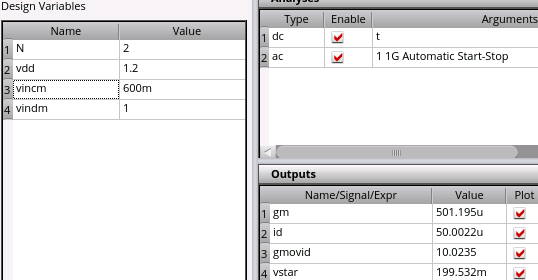 Design Variables
Name Value
1 N 2
2 vdd 1.2
3 vincm 600m
4 vindm 1
Analyses
Type Enable Arguments
1 dc t
2 ac 1 1G Automatic Start-Stop
Outputs
Name/Signal/Expr Value Plot
1 gm 501.195u
2 id 50.0022u
3 gmovid 10.0235
4 vstar 199.532m